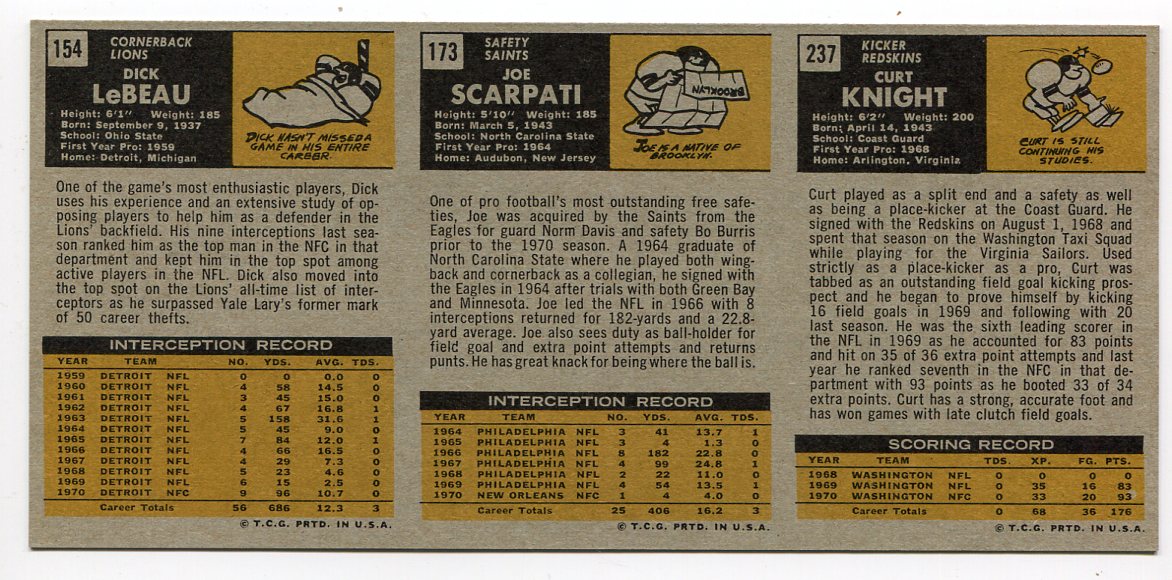 154
CORNERBACK
LIONS
DICK
LeBEAU
Height: 6'1" Weight: 185
Born: September 9, 1937
School: Ohio State
First Year Pro: 1959
Home: Detroit, Michigan
DICK HASN'T MISSED A
GAME IN HIS ENTIRE
CAREER.
One of the game's most enthusiastic players, Dick
uses his experience and an extensive study of op-
posing players to help him as a defender in the
Lions' backfield. His nine interceptions last sea-
son ranked him as the top man in the NFC in that
department and kept him in the top spot among
active players in the NFL. Dick also moved into
the top spot on the Lions' all-time list of inter-
ceptors as he surpassed Yale Lary's former mark
of 50 career thefts.
INTERCEPTION RECORD
YEAR TEAM NO. YDS. AVG. TDS.
1959 DETROIT NFL 0 0 0.0 0
1960 DETROIT NFL 4 58 14.5 0
1961 DETROIT NFL 3 45 15.0 0
1962 DETROIT NFL 4 67 16.8 1
1963 DETROIT NFL 5 158 31.6 1
1964 DETROIT NFL 5 45 9.0 0
1965 DETROIT NFL 7 84 12.0 1
1966 DETROIT NFL 4 66 16.5 0
1967 DETROIT NFL 4 29 7.3 0
1968 DETROIT NFL 5 23 4.6 0
1969 DETROIT NFL 6 15 2.5 0
1970 DETROIT NFC 9 96 10.7 0
Career Totals 56 686 12.3 3
© T.C.G. PRTD. IN U.S.A.
173
SAFETY
SAINTS
JOE
SCARPATI
Height: 5'10" Weight: 185
Born: March 5, 1943
School: North Carolina State
First Year Pro: 1964
Home: Audubon, New Jersey
BROOKLYN
JOE IS A NATIVE OF
BROOKLYN.
One of pro football's most outstanding free safe-
ties, Joe was acquired by the Saints from the
Eagles for guard Norm Davis and safety Bo Burris
prior to the 1970 season. A 1964 graduate of
North Carolina State where he played both wing-
back and cornerback as a collegian, he signed with
the Eagles in 1964 after trials with both Green Bay
and Minnesota. Joe led the NFL in 1966 with 8
interceptions returned for 182-yards and a 22.8-
yard average. Joe also sees duty as ball-holder for
field goal and extra point attempts and returns
punts. He has great knack for being where the ball is.
INTERCEPTION RECORD
YEAR TEAM NO. YDS. AVG. TDS.
1964 PHILADELPHIA NFL 3 41 13.7 1
1965 PHILADELPHIA NFL 3 4 1.3 0
1966 PHILADELPHIA NFL 8 182 22.8 0
1967 PHILADELPHIA NFL 4 99 24.8 1
1968 PHILADELPHIA NFL 2 22 11.0 0
1969 PHILADELPHIA NFL 4 54 13.5 1
1970 NEW ORLEANS NFC 1 4 4.0 0
Career Totals 25 406 16.2 3
© T.C.G. PRTD. IN U.S.A.
237
KICKER
REDSKINS
CURT
KNIGHT
Height: 6'2" Weight: 200
Born: April 14, 1943
School: Coast Guard
First Year Pro: 1968
Home: Arlington, Virginia
CURT IS STILL
CONTINUING HIS
STUDIES.
Curt played as a split end and a safety as well
as being a place-kicker at the Coast Guard. He
signed with the Redskins on August 1, 1968 and
spent that season on the Washington Taxi Squad
while playing for the Virginia Sailors. Used
strictly as a place-kicker as a pro, Curt was
tabbed as an outstanding field goal kicking pros-
pect and he began to prove himself by kicking
16 field goals in 1969 and following with 20
last season. He was the sixth leading scorer in
the NFL in 1969 as he accounted for 83 points
and hit on 35 of 36 extra point attempts and last
year he ranked seventh in the NFC in that de-
partment with 93 points as he booted 33 of 34
extra points. Curt has a strong, accurate foot and
has won games with late clutch field goals.
SCORING RECORD
YEAR TEAM TDS. XP. FG. PTS.
1968 WASHINGTON NFL 0 0 0 0
1969 WASHINGTON NFL 0 35 16 83
1970 WASHINGTON NFC 0 33 20 93
Career Totals 0 68 36 176
© T.C.G. PRTD. IN U.S.A.